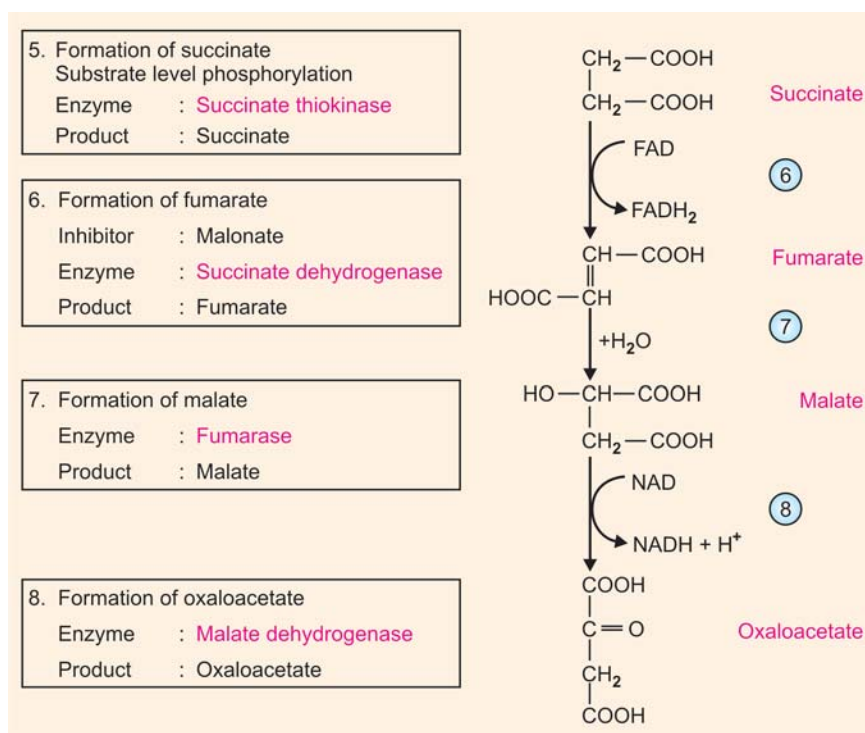 5. Formation of succinate
Substrate level phosphorylation
Enzyme : Succinate thiokinase
Product : Succinate
6. Formation of fumarate
Inhibitor : Malonate
Enzyme : Succinate dehydrogenase
Product : Fumarate
7. Formation of malate
Enzyme : Fumarase
Product : Malate
8. Formation of oxaloacetate
Enzyme : Malate dehydrogenase
Product : Oxaloacetate
CH₂—COOH
CH₂—COOH
Succinate
FAD
6
FADH₂
CH—COOH
Fumarate
HOOC—CH
7
+H₂O
HO—CH—COOH
Malate
CH₂—COOH
NAD
8
NADH + H⁺
COOH
C=O
Oxaloacetate
CH₂
COOH